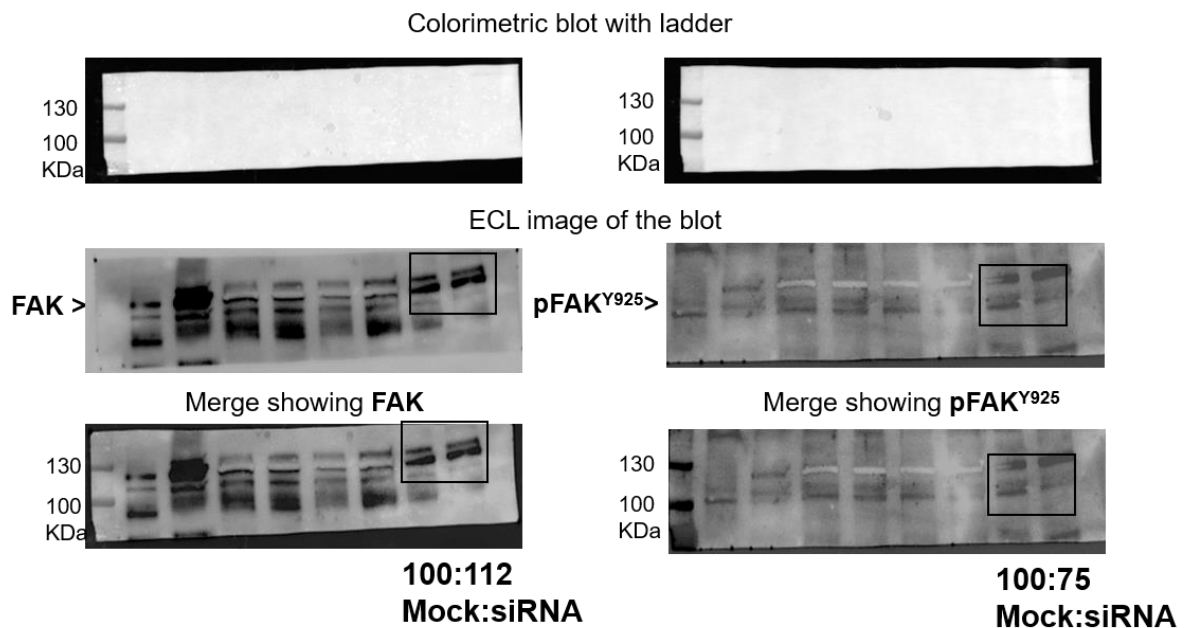 Colorimetric blot with ladder
130
100
KDa
130
100
KDa
ECL image of the blot
FAK >
pFAKY925>
Merge showing FAK
Merge showing pFAKY925
130
100
KDa
130
100
KDa
100:112
Mock:siRNA
100:75
Mock:siRNA